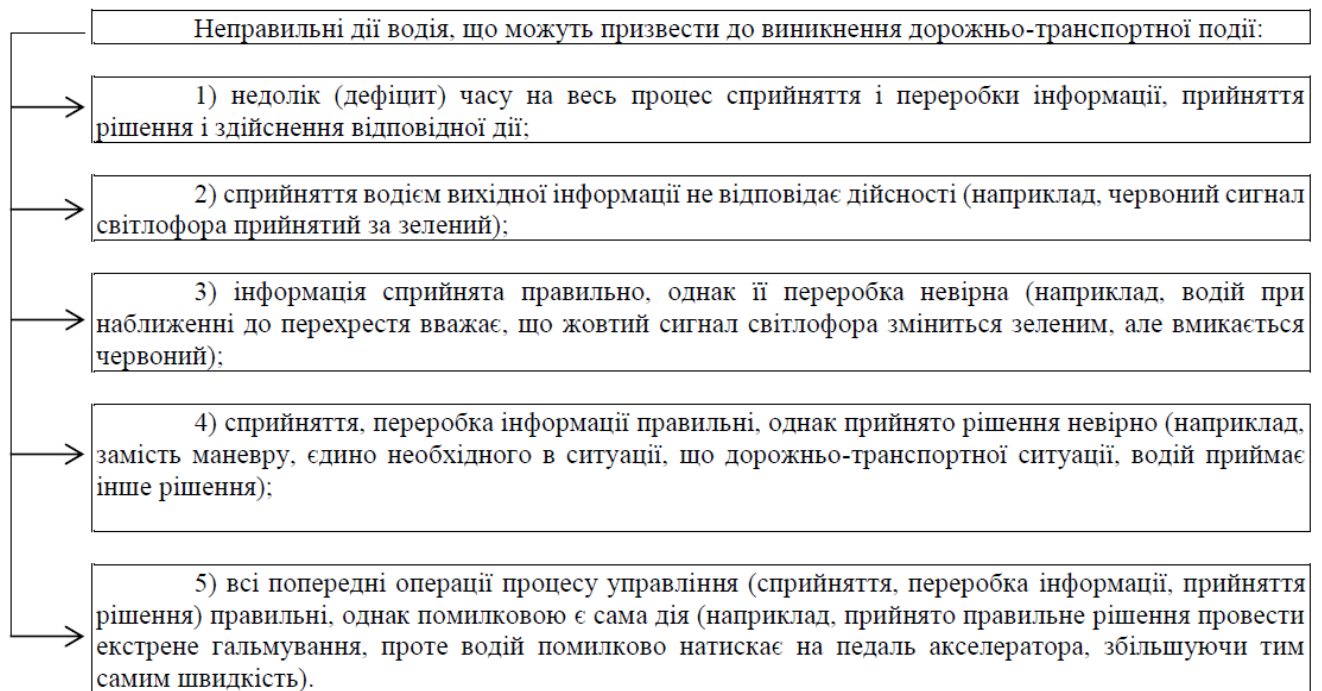 Неправильні дії водія, що можуть призвести до виникнення дорожньо-транспортної події:
1) недолік (дефіцит) часу на весь процес сприйняття і переробки інформації, прийняття
рішення і здійснення відповідної дії;
2) сприйняття водієм вихідної інформації не відповідає дійсності (наприклад, червоний сигнал
світлофора прийнятий за зелений);
3) інформація сприйнята правильно, однак її переробка невірна (наприклад, водій при
наближенні до перехрестя вважає, що жовтий сигнал світлофора зміниться зеленим, але вмикається
червоний);
4) сприйняття, переробка інформації правильні, однак прийнято рішення невірно (наприклад,
замість маневру, єдино необхідного в ситуації, що дорожньо-транспортної ситуації, водій приймає
інше рішення);
5) всі попередні операції процесу управління (сприйняття, переробка інформації, прийняття
рішення) правильні, однак помилковою є сама дія (наприклад, прийнято правильне рішення провести
екстрене гальмування, проте водій помилково натискає на педаль акселератора, збільшуючи тим
самим швидкість).